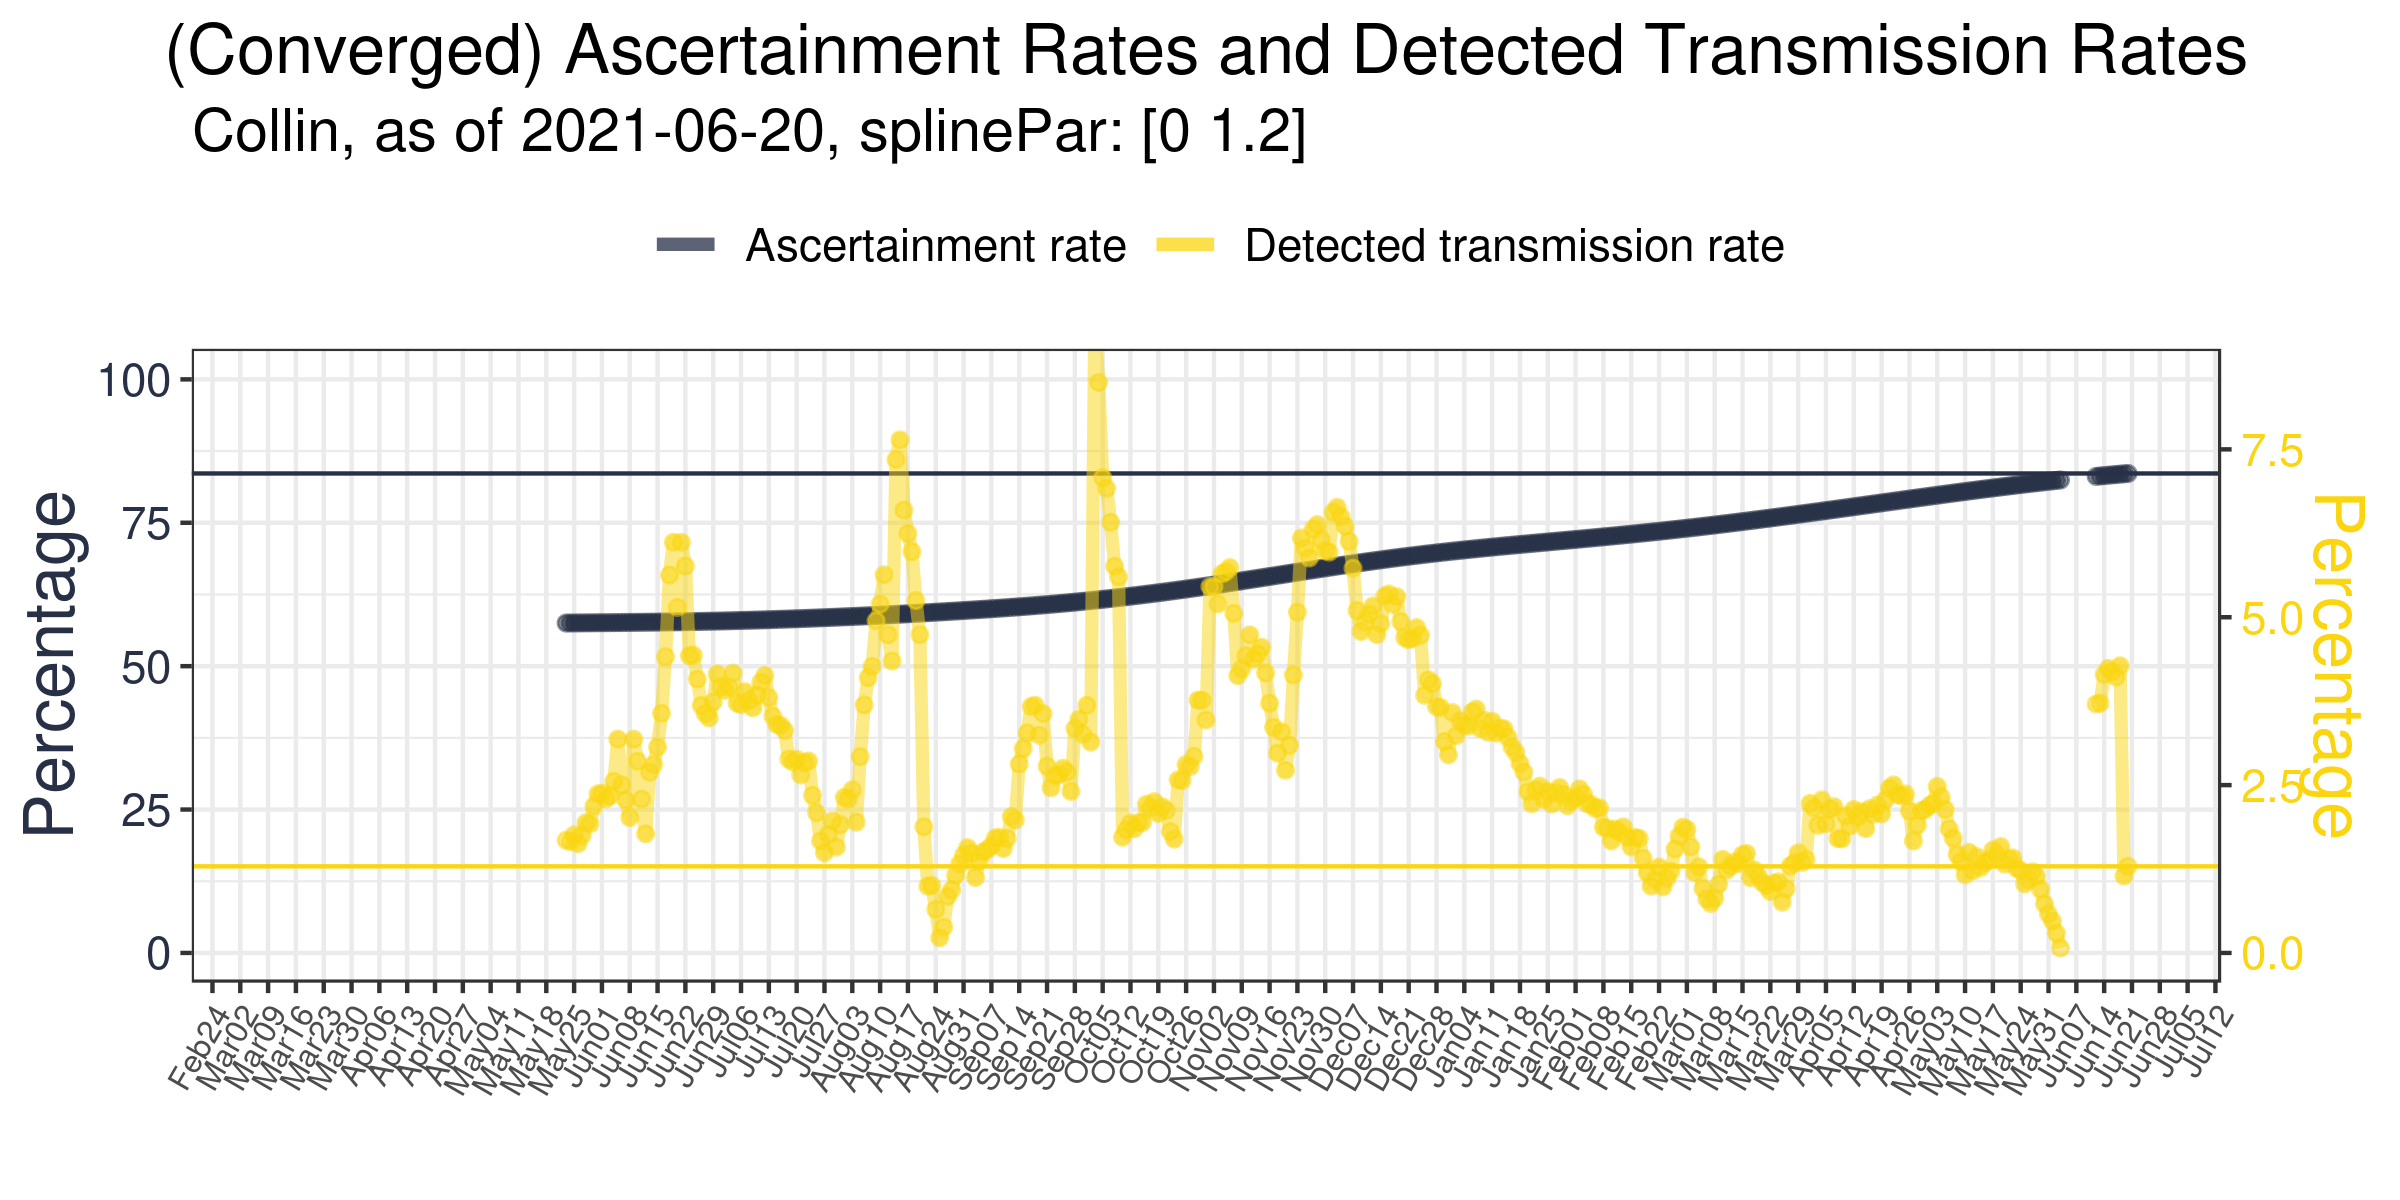 (Converged) Ascertainment Rates and Detected Transmission Rates
Collin, as of 2021-06-20, splinePar: [0 1.2]
Ascertainment rate Detected transmission rate
100
75
50
25
0
Percentage
7.5
5.0
2.5
0.0
Percentage
Feb24 Mar02 Mar09 Mar16 Mar23 Mar30 Apr06 Apr13 Apr20 Apr27 May04 May11 May18 May25 Jun01 Jun08 Jun15 Jun22 Jun29 Jul06 Jul13 Jul20 Jul27 Aug03 Aug10 Aug17 Aug24 Aug31 Sep07 Sep14 Sep21 Sep28 Oct05 Oct12 Oct19 Oct26 Nov02 Nov09 Nov16 Nov23 Nov30 Dec07 Dec14 Dec21 Dec28 Jan04 Jan11 Jan18 Jan25 Feb01 Feb08 Feb15 Feb22 Mar01 Mar08 Mar15 Mar22 Mar29 Apr05 Apr12 Apr19 Apr26 May03 May10 May17 May24 May31 Jun07 Jun14 Jun21 Jun28 Jul05 Jul12